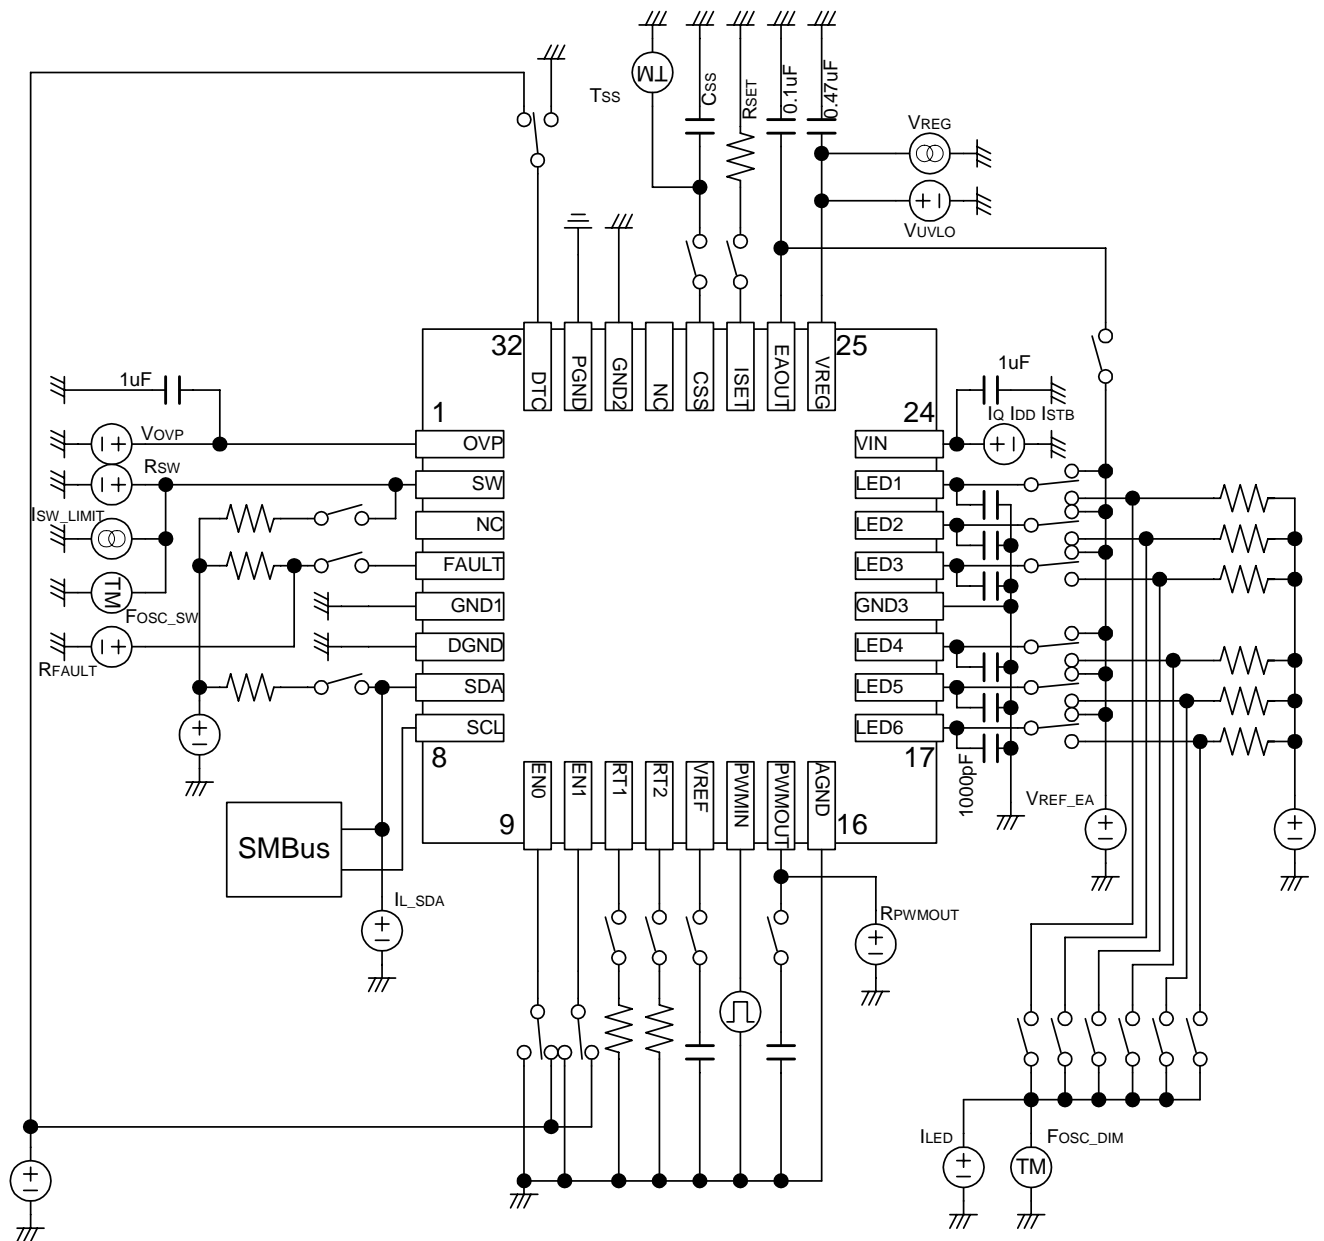 TSS
TM
CSS
RSET
0.1uF
0.47uF
VREG
VUVLO
32
25
DTC
PGND
GND2
NC
CSS
ISET
EAOUT
VREG
1uF
1
24
1uF
VOVP
OVP
VIN
IQ IDD ISTB
RSW
SW
LED1
ISW_LIMIT
NC
LED2
FAULT
LED3
TM
FOSC_SW
GND1
GND3
RFAULT
DGND
LED4
SDA
LED5
SCL
LED6
8
17
1000pF
EN0
EN1
RT1
RT2
VREF
PWMIN
PWMOUT
AGND
9
16
VREF_EA
SMBus
IL_SDA
RPWMOUT
ILED
FOSC_DIM
TM